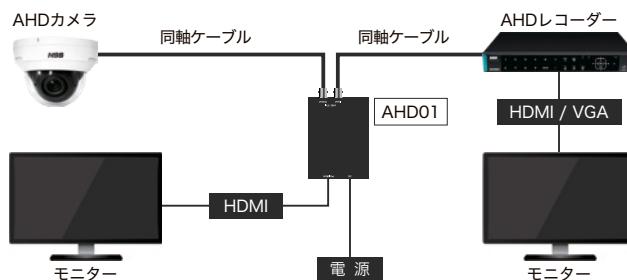 AHDカメラ
AHDレコーダー
同軸ケーブル
同軸ケーブル
NSS
AHD01
HDMI / VGA
HDMI
電 源
モニター
モニター